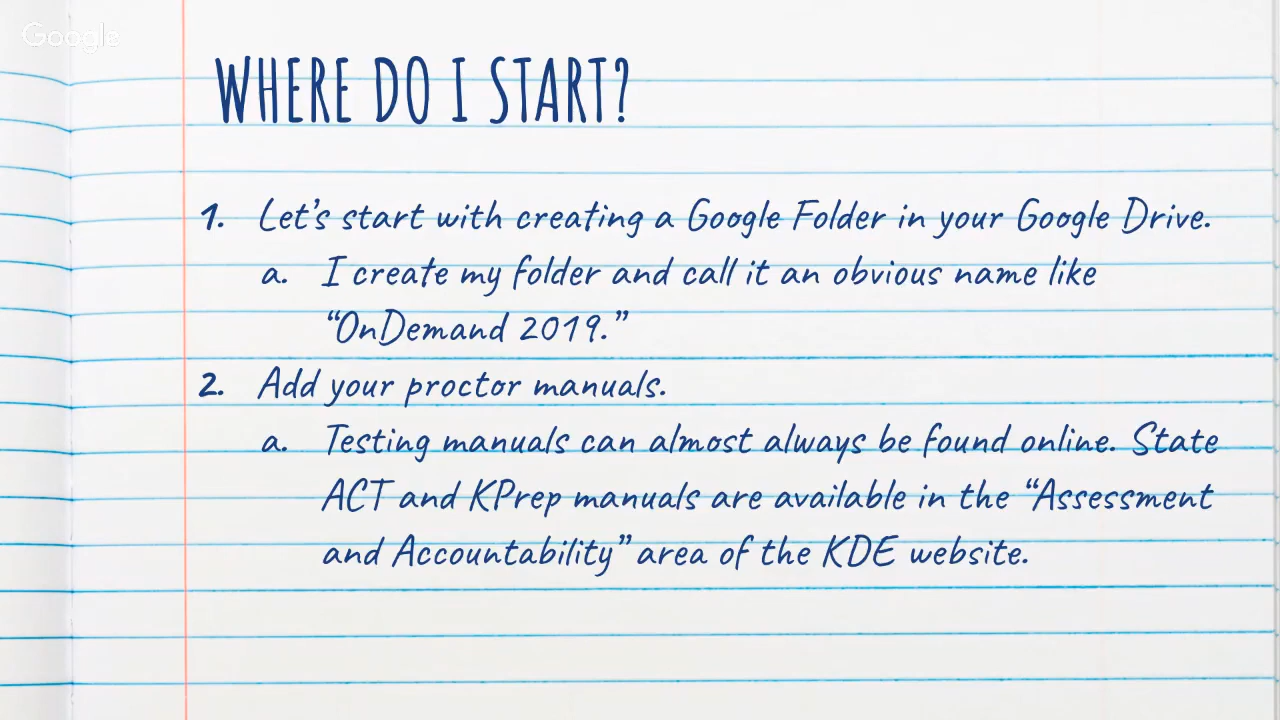 Google
WHERE DO I START?
1. Let's start with creating a Google Folder in your Google Drive.
a. I create my folder and call it an obvious name like
“OnDemand 2019.”
2. Add your proctor manuals.
a. Testing manuals can almost always be found online. State
ACT and KPrep manuals are available in the “Assessment
and Accountability” area of the KDE website.